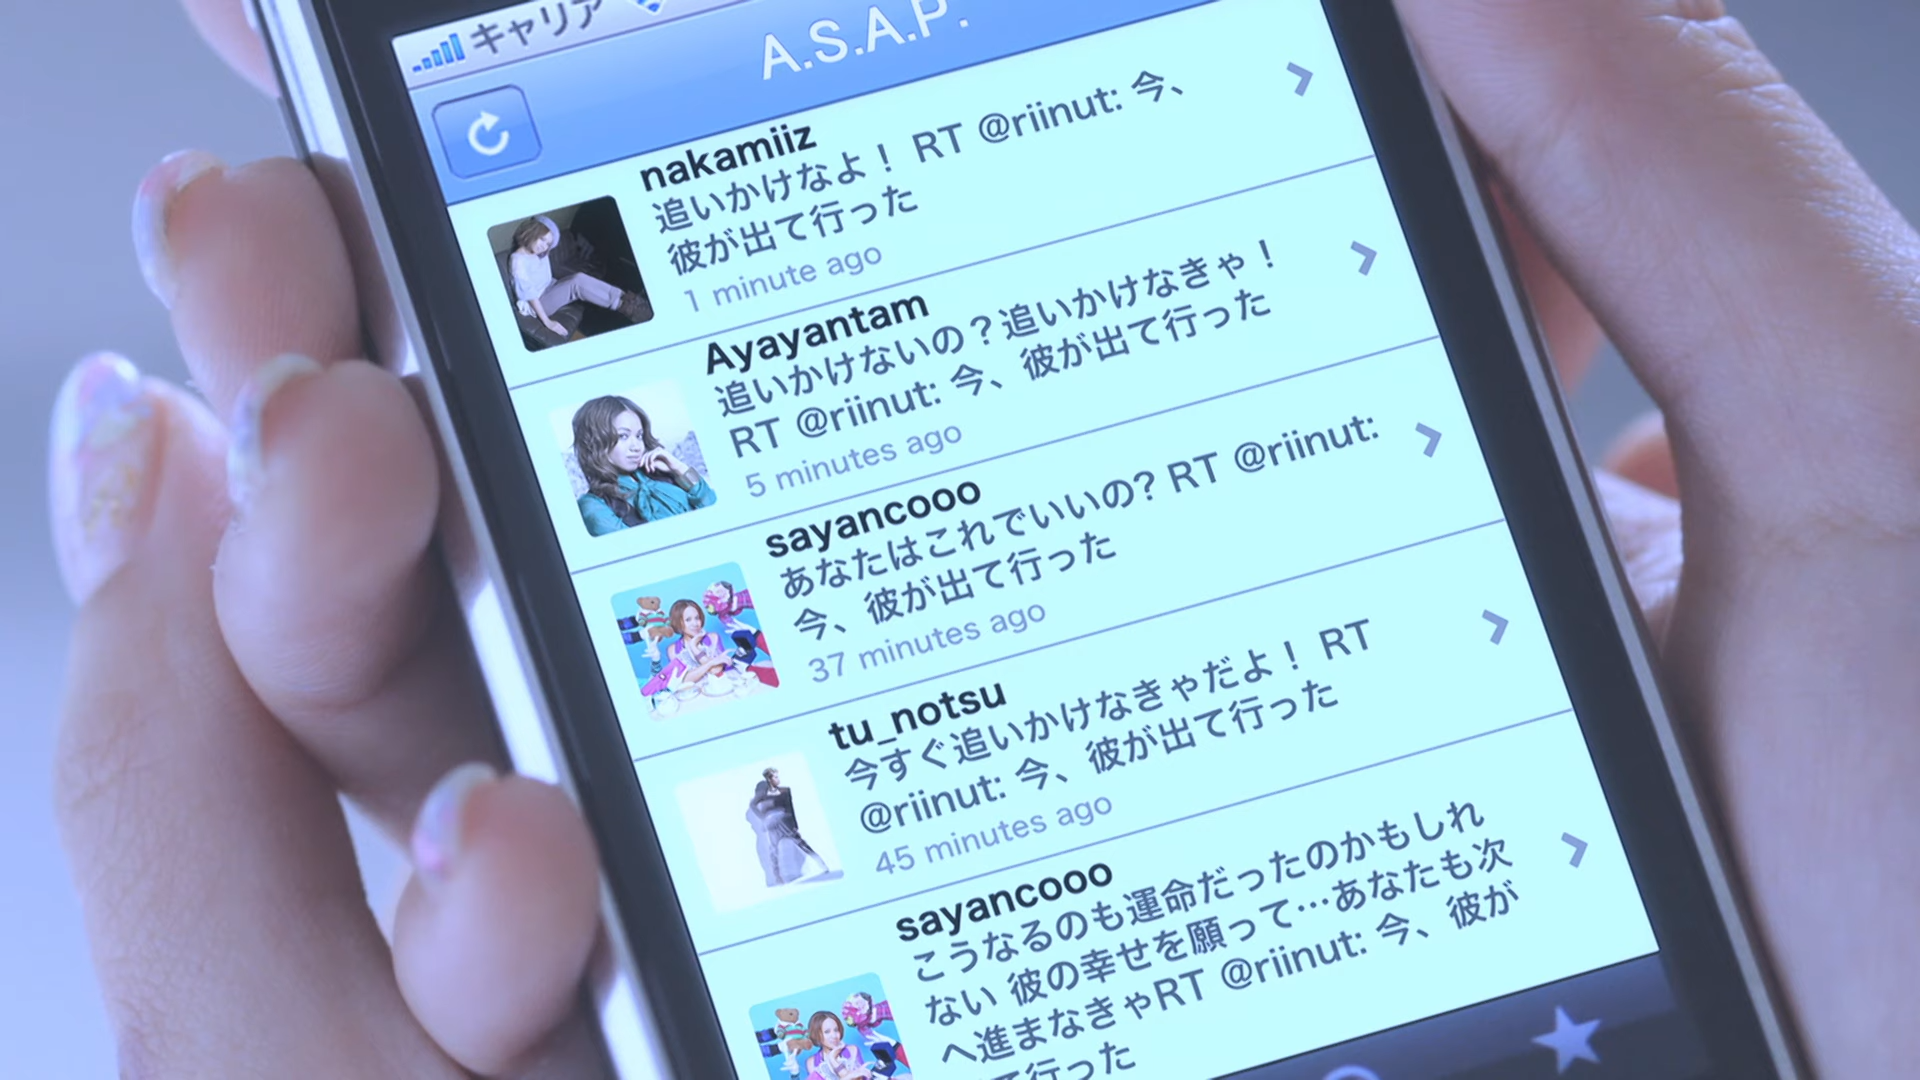 キャリア
A.S.A.P.
nakamiiz
追いかけなよ！ RT @riinut: 今、
彼が出て行った
1 minute ago
Ayayantam
追いかけないの？追いかけなきゃ！
RT @riinut: 今、彼が出て行った
5 minutes ago
sayancooo
あなたはこれでいいの? RT @riinut:
今、彼が出て行った
37 minutes ago
tu_notsu
今すぐ追いかけなきゃだよ！ RT
@riinut: 今、彼が出て行った
45 minutes ago
sayancooo
こうなるのも運命だったのかもしれ
ない 彼の幸せを願って…あなたも次
へ進まなきゃRT @riinut: 今、彼が
出て行った